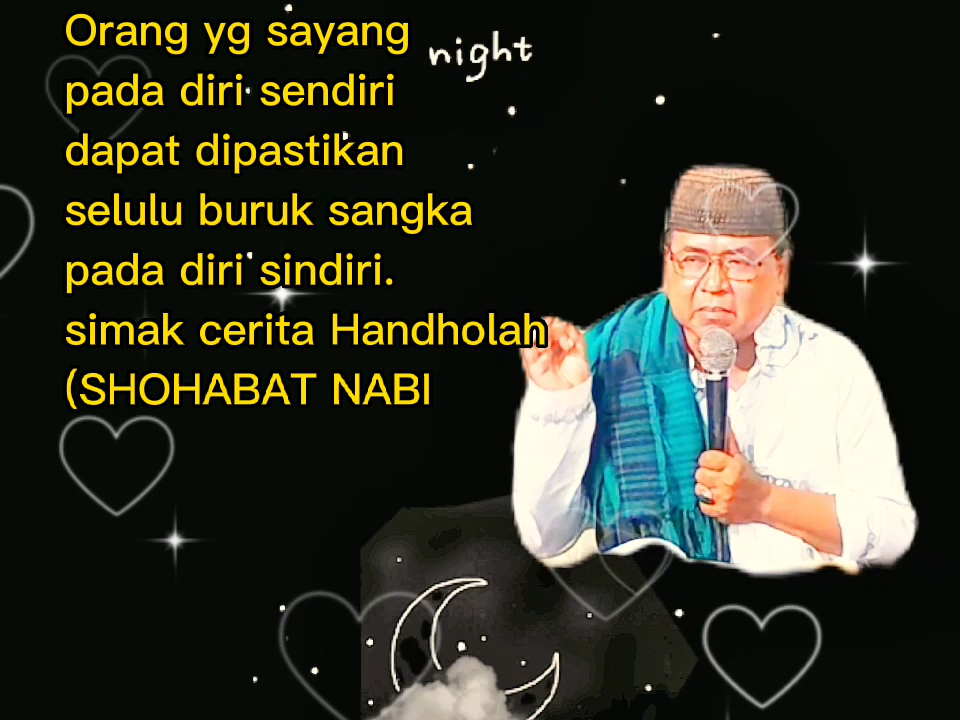 Orang yg sayang
night
pada diri sendiri
dapat dipastikan
selulu buruk sangka
pada diri sindiri.
simak cerita Handholah
(SHOHABAT NABI